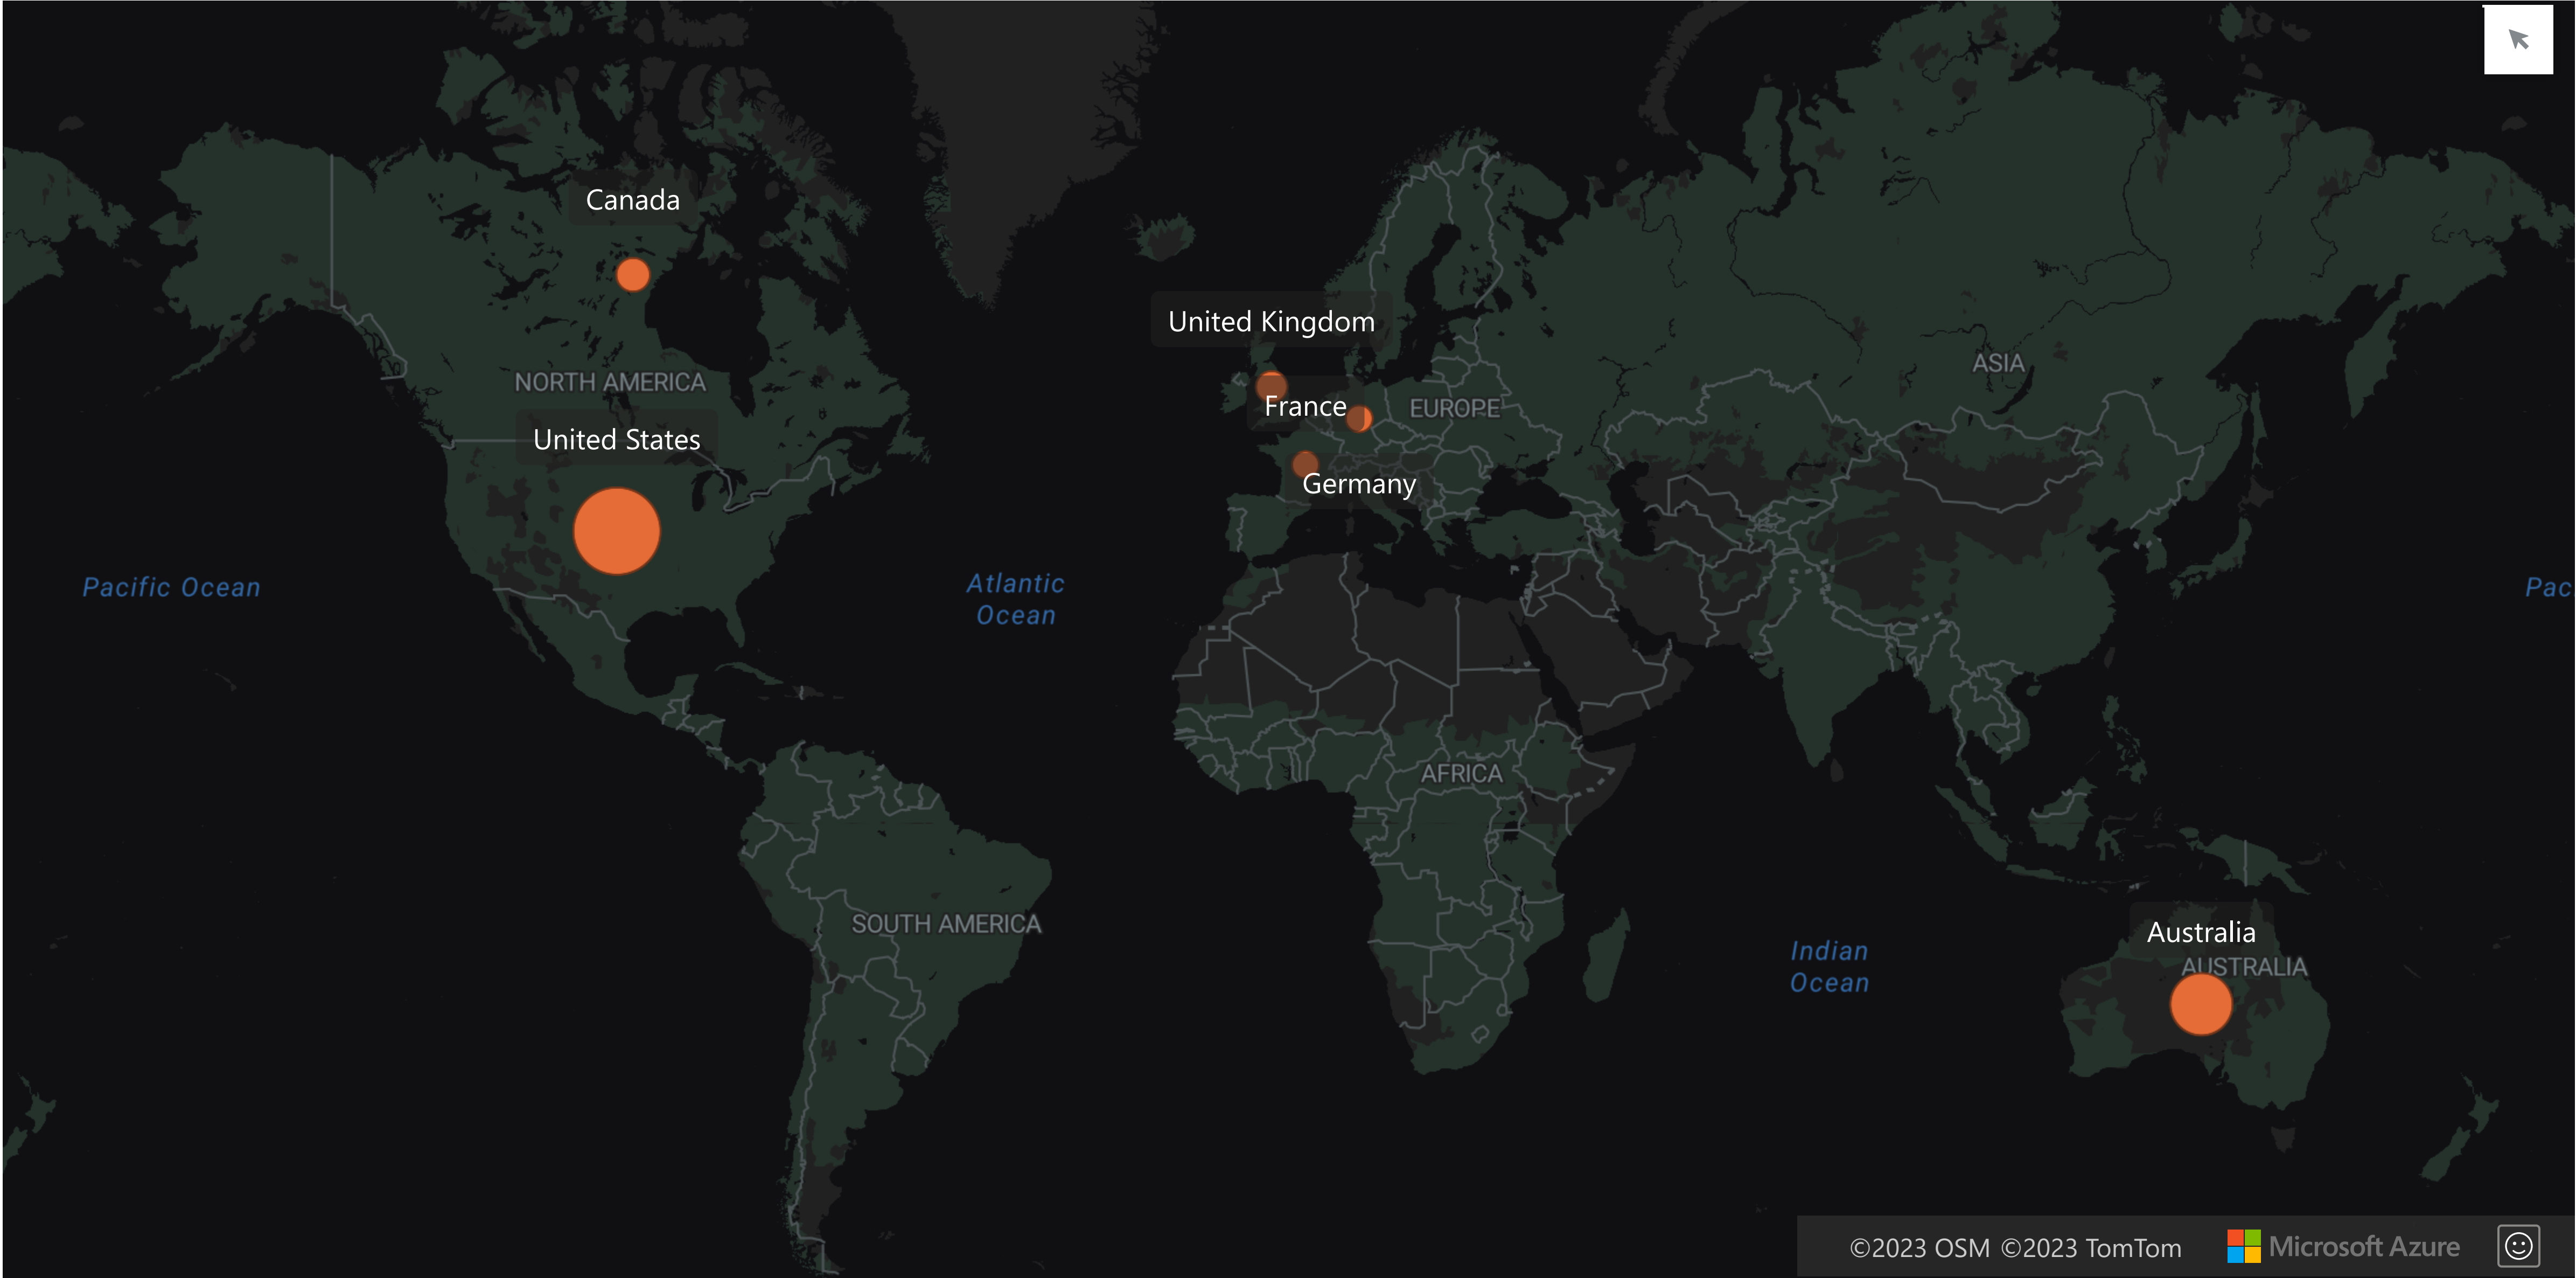 Canada
United Kingdom
ASIA
NORTH AMERICA
France
EUROPE
United States
Germany
Pacific Ocean
Atlantic
Ocean
Pac
AFRICA
SOUTH AMERICA
Australia
AUSTRALIA
Indian
Ocean
©2023 OSM ©2023 TomTom
Microsoft Azure